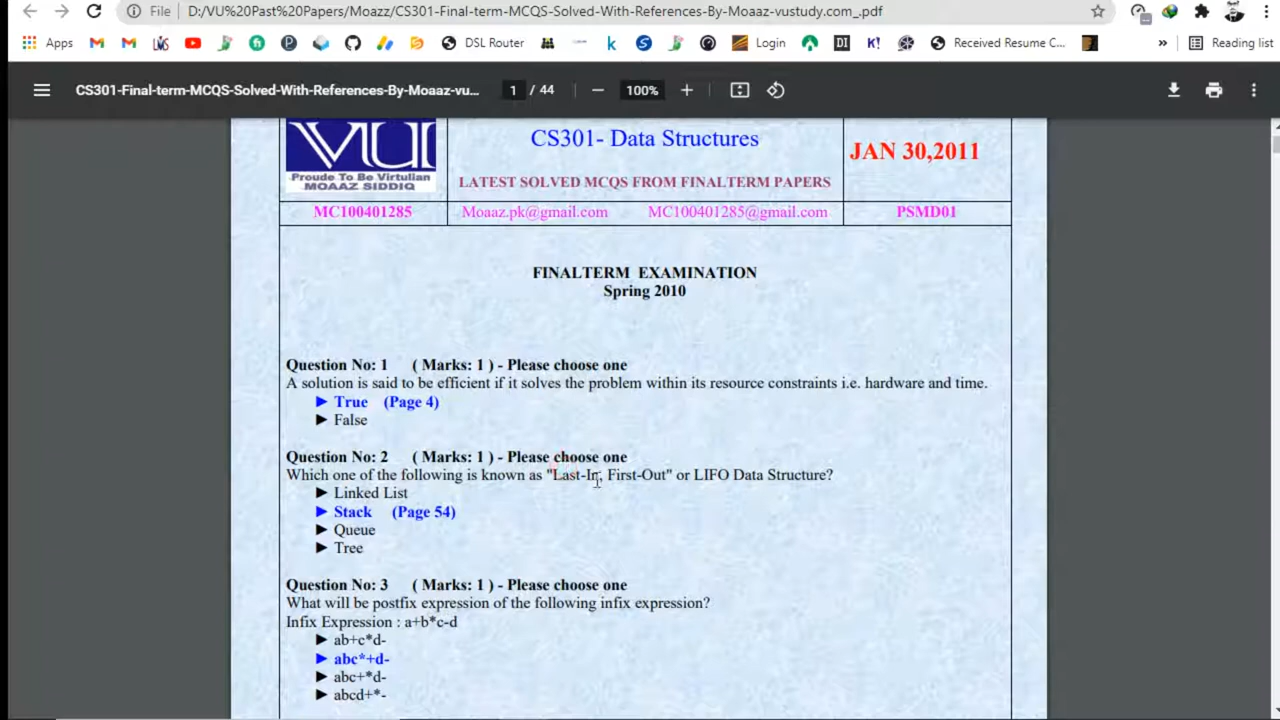 File D:/VU%20Past%20Papers/Moazz/CS301-Final-term-MCQS-Solved-With-References-By-Moaaz-vustudy.com_.pdf
Apps DSL Router Login Received Resume C... » Reading list
CS301-Final-term-MCQS-Solved-With-References-By-Moaaz-vu... 1 / 44 100%
VU
Proude To Be Virtulian
MOAAZ SIDDIQ
CS301- Data Structures
LATEST SOLVED MCQS FROM FINALTERM PAPERS
JAN 30,2011
MC100401285 Moaaz.pk@gmail.com MC100401285@gmail.com PSMD01
FINALTERM EXAMINATION
Spring 2010
Question No: 1 ( Marks: 1 ) - Please choose one
A solution is said to be efficient if it solves the problem within its resource constraints i.e. hardware and time.
► True (Page 4)
► False
Question No: 2 ( Marks: 1 ) - Please choose one
Which one of the following is known as "Last-In, First-Out" or LIFO Data Structure?
► Linked List
► Stack (Page 54)
► Queue
► Tree
Question No: 3 ( Marks: 1 ) - Please choose one
What will be postfix expression of the following infix expression?
Infix Expression : a+b*c-d
► ab+c*d-
► abc*+d-
► abc+*d-
► abcd+*-